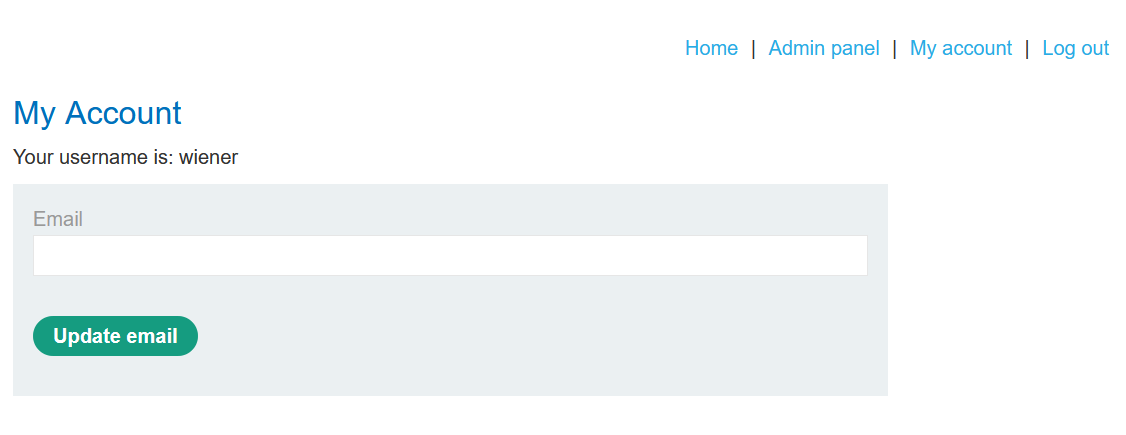 Home | Admin panel | My account | Log out
My Account
Your username is: wiener
Email
Update email